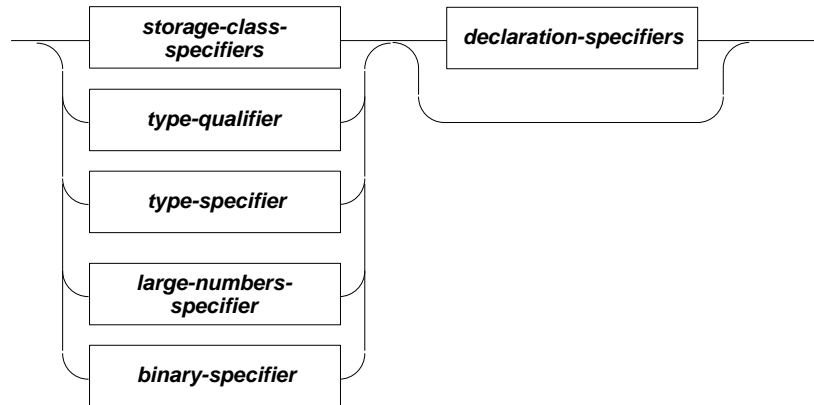 storage-class-
specifiers
declaration-specifiers
type-qualifier
type-specifier
large-numbers-
specifier
binary-specifier